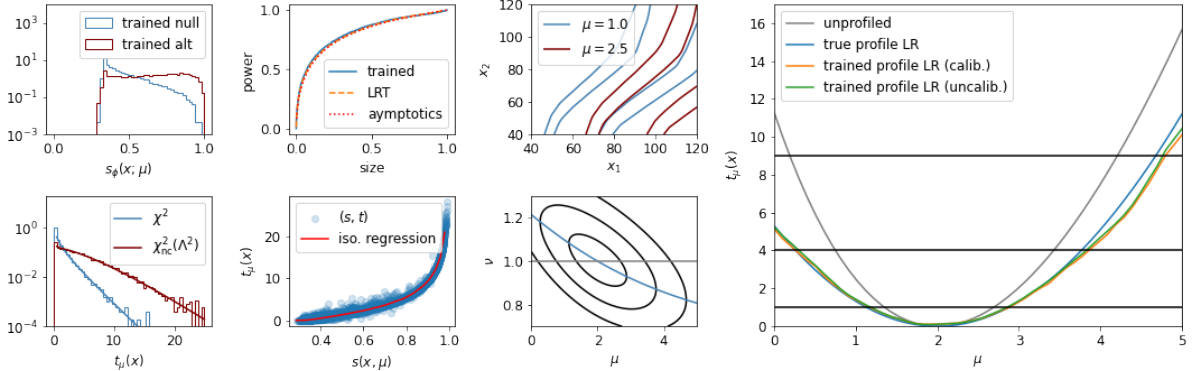 10³
10¹
10⁻¹
10⁻³
trained null
trained alt
0.0
0.5
1.0
s_ϕ(x; μ)
power
1.0
0.5
0.0
trained
LRT
aymptotics
0.0
0.5
1.0
size
x₂
120
100
80
60
40
μ = 1.0
μ = 2.5
40
60
80
100
120
x₁
10⁰
10⁻²
10⁻⁴
χ²
χ²_nc(Λ²)
0
10
20
t_μ(x)
t_μ(x)
20
10
0
(s, t)
iso. regression
0.4
0.6
0.8
1.0
s(x, μ)
ν
1.2
1.0
0.8
0
2
4
μ
t_μ(x)
16
14
12
10
8
6
4
2
0
unprofiled
true profile LR
trained profile LR (calib.)
trained profile LR (uncalib.)
0
1
2
3
4
5
μ